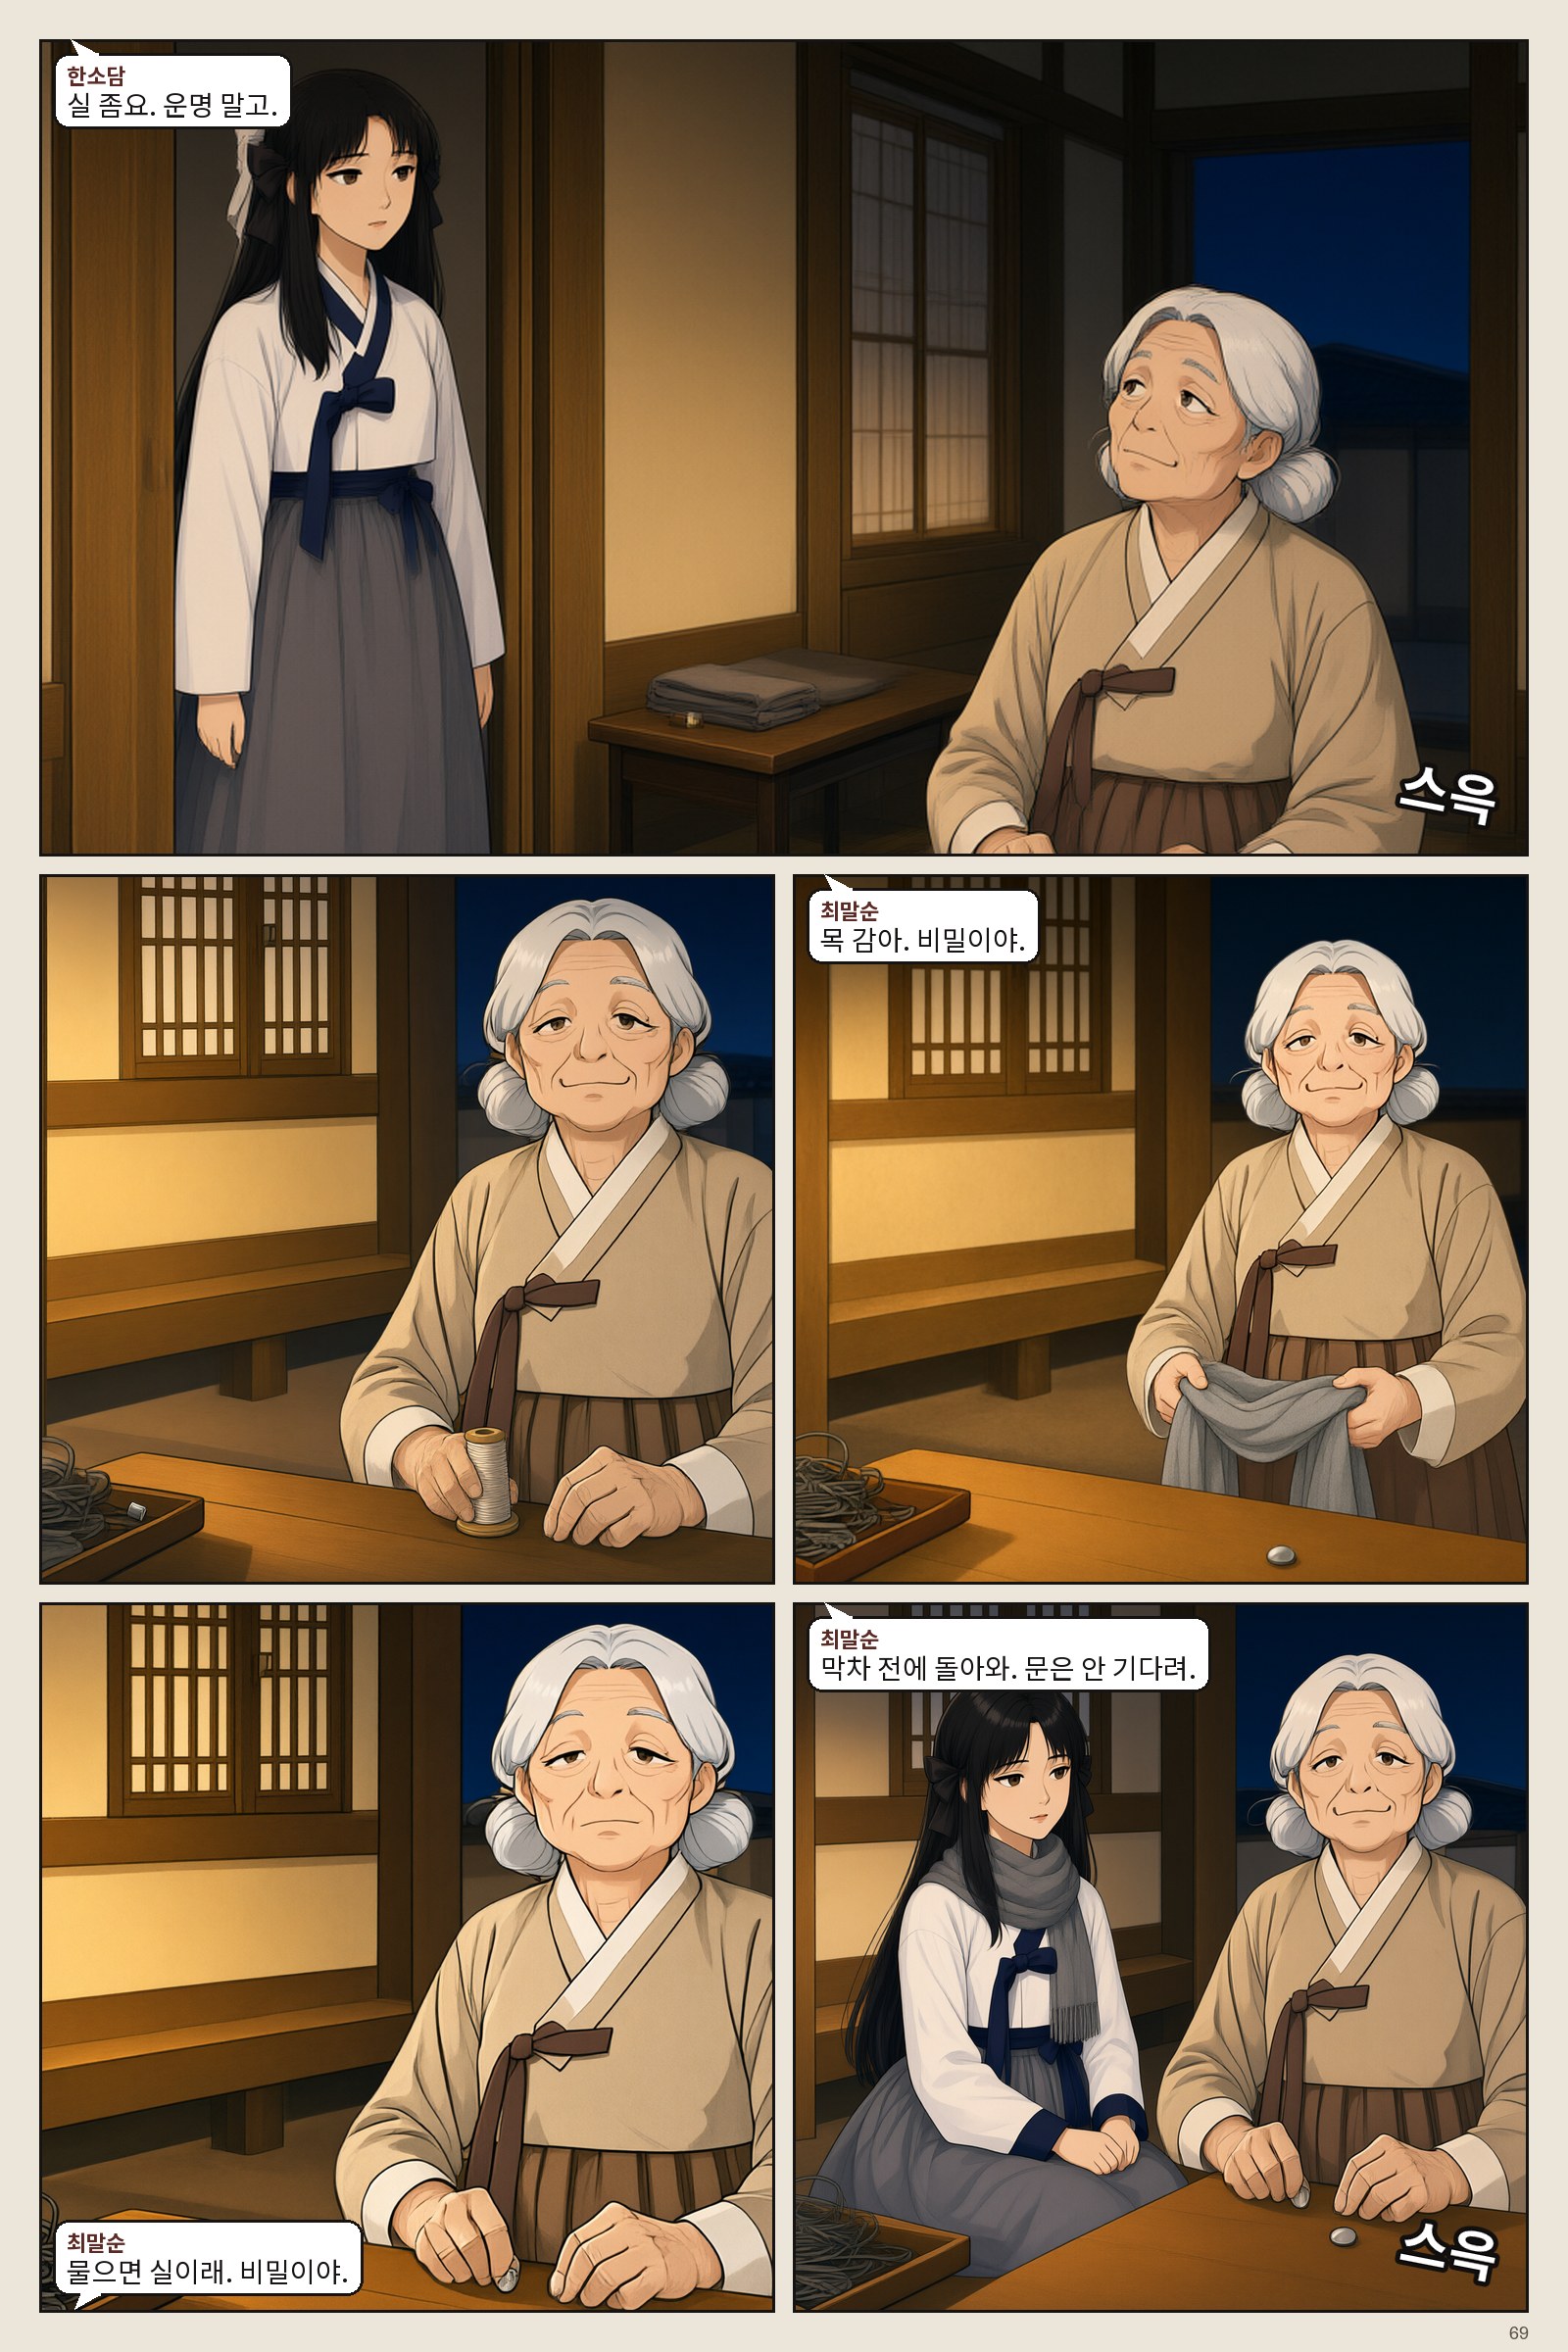 한소담
실 좀요. 운명 말고.
스윽
최말순
목 감아. 비밀이야.
최말순
물으면 실이래. 비밀이야.
최말순
막차 전에 돌아와. 문은 안 기다려.
스윽
69